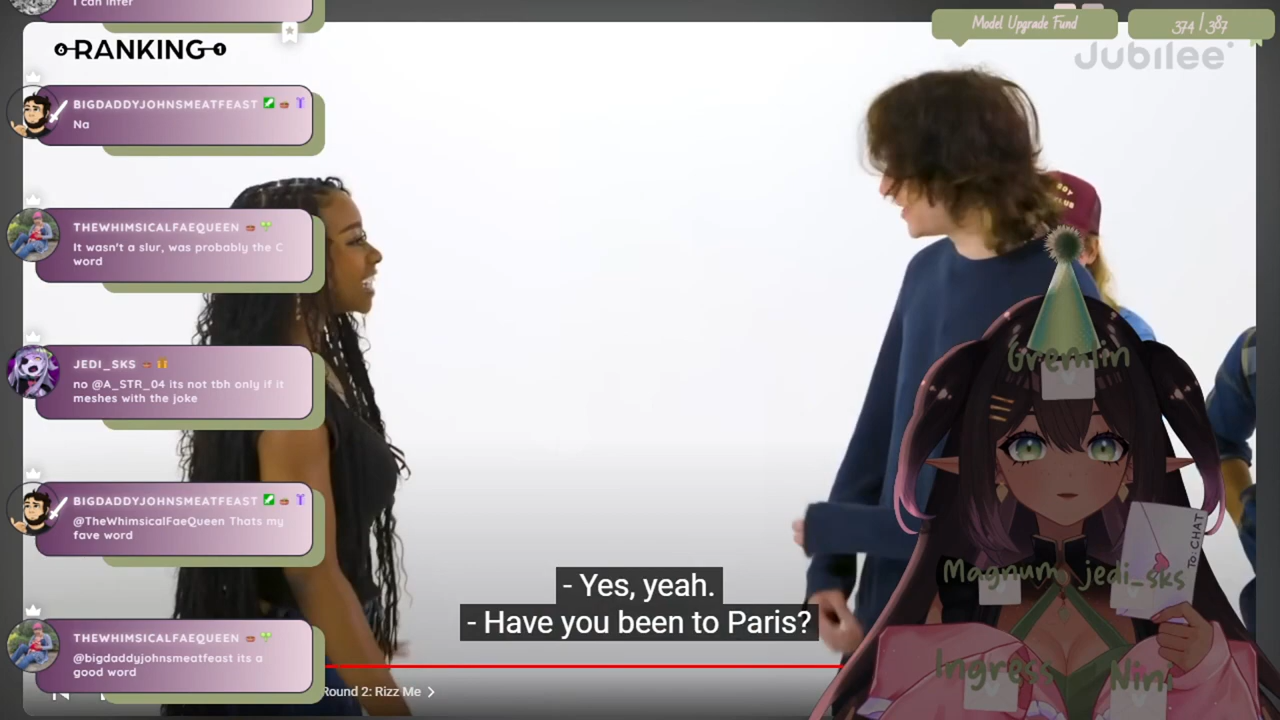 I can infer
RANKING
6
1
BIGDADDYJOHNSMEATFEAST
Na
THEWHIMSICALFAEQUEEN
It wasn't a slur, was probably the C
word
JEDI_SKS
no @A_STR_04 its not tbh only if it
meshes with the joke
BIGDADDYJOHNSMEATFEAST
@TheWhimsicalFaeQueen Thats my
fave word
THEWHIMSICALFAEQUEEN
@bigdaddyjohnsmeatfeast its a
good word
Round 2: Rizz Me
- Yes, yeah.
- Have you been to Paris?
Model Upgrade Fund
374 / 387
Jubilee
Gremlin
TO: CHAT
Magnum
jedi_sks
Ingress
Nini